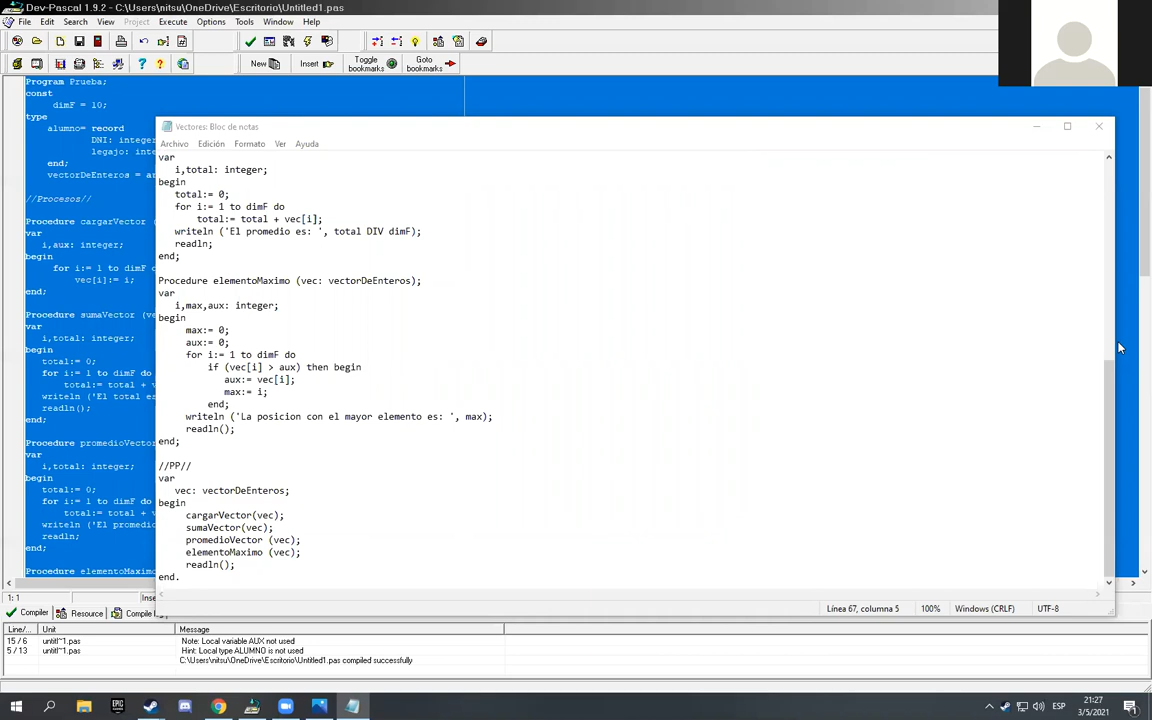 Dev-Pascal 1.9.2 - C:\Users\nitsu\OneDrive\Escritorio\Untitled1.pas
File Edit Search View Project Execute Options Tools Window Help
New Insert Toggle bookmarks Goto bookmarks
Program Prueba;
const
dimF = 10;
type
alumno= record
DNI: intege
legajo: inte
end;
vectorDeEnteros = a
//Procesos//
Procedure cargarVector (
var
i,aux: integer;
begin
for i:= 1 to dimF d
vec[i]:= i;
end;
Procedure sumaVector (ve
var
i,total: integer;
begin
total:= 0;
for i:= 1 to dimF d
total:= total + v
writeln ('El total es
readln();
end;
Procedure promedioVector
var
i,total: integer;
begin
total:= 0;
for i:= 1 to dimF d
total:= total + v
writeln ('El promedio
readln;
end;
Procedure elementoMaximo
1: 1 Inse
Vectores: Bloc de notas
Archivo Edición Formato Ver Ayuda
var
i,total: integer;
begin
total:= 0;
for i:= 1 to dimF do
total:= total + vec[i];
writeln ('El promedio es: ', total DIV dimF);
readln;
end;
Procedure elementoMaximo (vec: vectorDeEnteros);
var
i,max,aux: integer;
begin
max:= 0;
aux:= 0;
for i:= 1 to dimF do
if (vec[i] > aux) then begin
aux:= vec[i];
max:= i;
end;
writeln ('La posicion con el mayor elemento es: ', max);
readln();
end;
//PP//
var
vec: vectorDeEnteros;
begin
cargarVector(vec);
sumaVector(vec);
promedioVector (vec);
elementoMaximo (vec);
readln();
end.
Línea 67, columna 5 100% Windows (CRLF) UTF-8
Compiler Resource Compile
Line/... Unit Message
15 / 6 untitl~1.pas Note: Local variable AUX not used
5 / 13 untitl~1.pas Hint: Local type ALUMNO is not used
C:\Users\nitsu\OneDrive\Escritorio\Untitled1.pas compiled successfully
EPIC
ESP
21:27
3/5/2021